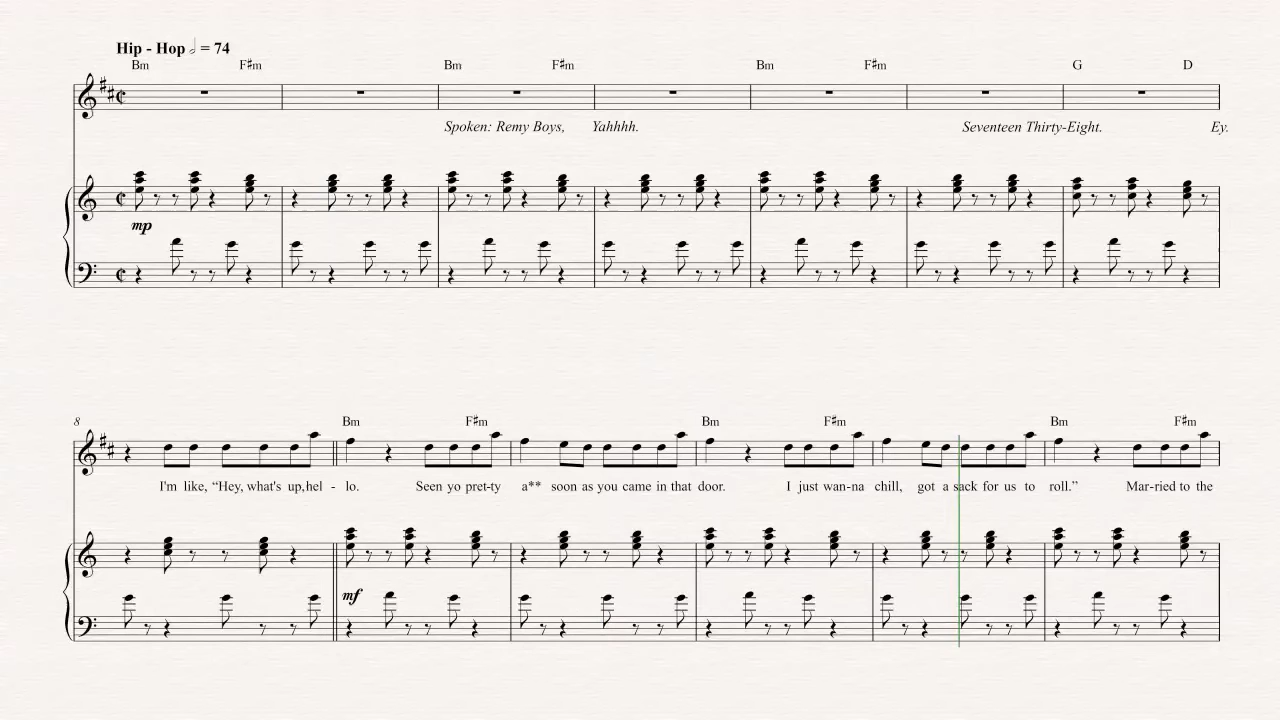 Hip - Hop 𝅗𝅥 = 74
Bm F♯m Bm F♯m Bm F♯m G D
Spoken: Remy Boys, Yahhhh. Seventeen Thirty-Eight. Ey.
mp
8
Bm F♯m Bm F♯m Bm F♯m
I'm like, “Hey, what's up,hel - lo. Seen yo pret-ty a** soon as you came in that door. I just wan-na chill, got a sack for us to roll.” Mar-ried to the
mf